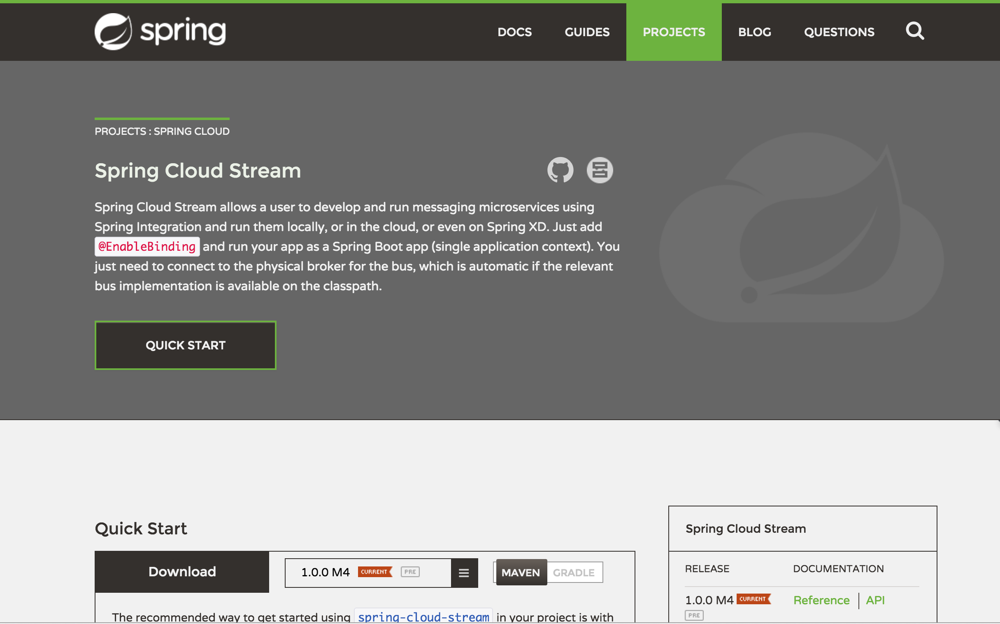 spring
DOCS GUIDES PROJECTS BLOG QUESTIONS
PROJECTS : SPRING CLOUD
Spring Cloud Stream
Spring Cloud Stream allows a user to develop and run messaging microservices using
Spring Integration and run them locally, or in the cloud, or even on Spring XD. Just add
@EnableBinding and run your app as a Spring Boot app (single application context). You
just need to connect to the physical broker for the bus, which is automatic if the relevant
bus implementation is available on the classpath.
QUICK START
Quick Start
Download 1.0.0 M4 CURRENT PRE MAVEN GRADLE
The recommended way to get started using spring-cloud-stream in your project is with
Spring Cloud Stream
RELEASE DOCUMENTATION
1.0.0 M4 CURRENT Reference API
PRE